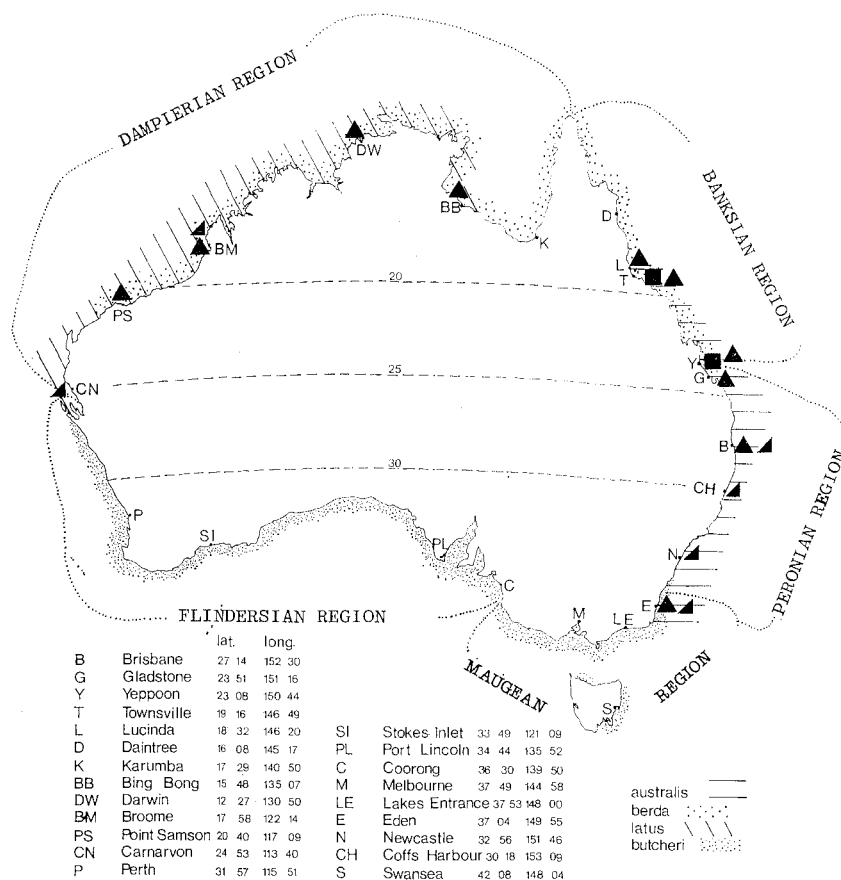 DAMPIERIAN REGION
BANKSIAN REGION
DW
BB
D
K
BM
L
T
20
PS
Y
25
G
CN
B
30
CH
PERONIAN REGION
P
SI
PL
N
C
E
M
LE
FLINDERSIAN REGION
MAUGEAN REGION
S
lat. long.
B Brisbane 27 14 152 30
G Gladstone 23 51 151 16
Y Yeppoon 23 08 150 44
T Townsville 19 16 146 49
L Lucinda 18 32 146 20
D Daintree 16 08 145 17
K Karumba 17 29 140 50
BB Bing Bong 15 48 135 07
DW Darwin 12 27 130 50
BM Broome 17 58 122 14
PS Point Samson 20 40 117 09
CN Carnarvon 24 53 113 40
P Perth 31 57 115 51
SI Stokes Inlet 33 49 121 09
PL Port Lincoln 34 44 135 52
C Coorong 36 30 139 50
M Melbourne 37 49 144 58
LE Lakes Entrance 37 53 148 00
E Eden 37 04 149 55
N Newcastle 32 56 151 46
CH Coffs Harbour 30 18 153 09
S Swansea 42 08 148 04
australis
berda
latus
butcheri